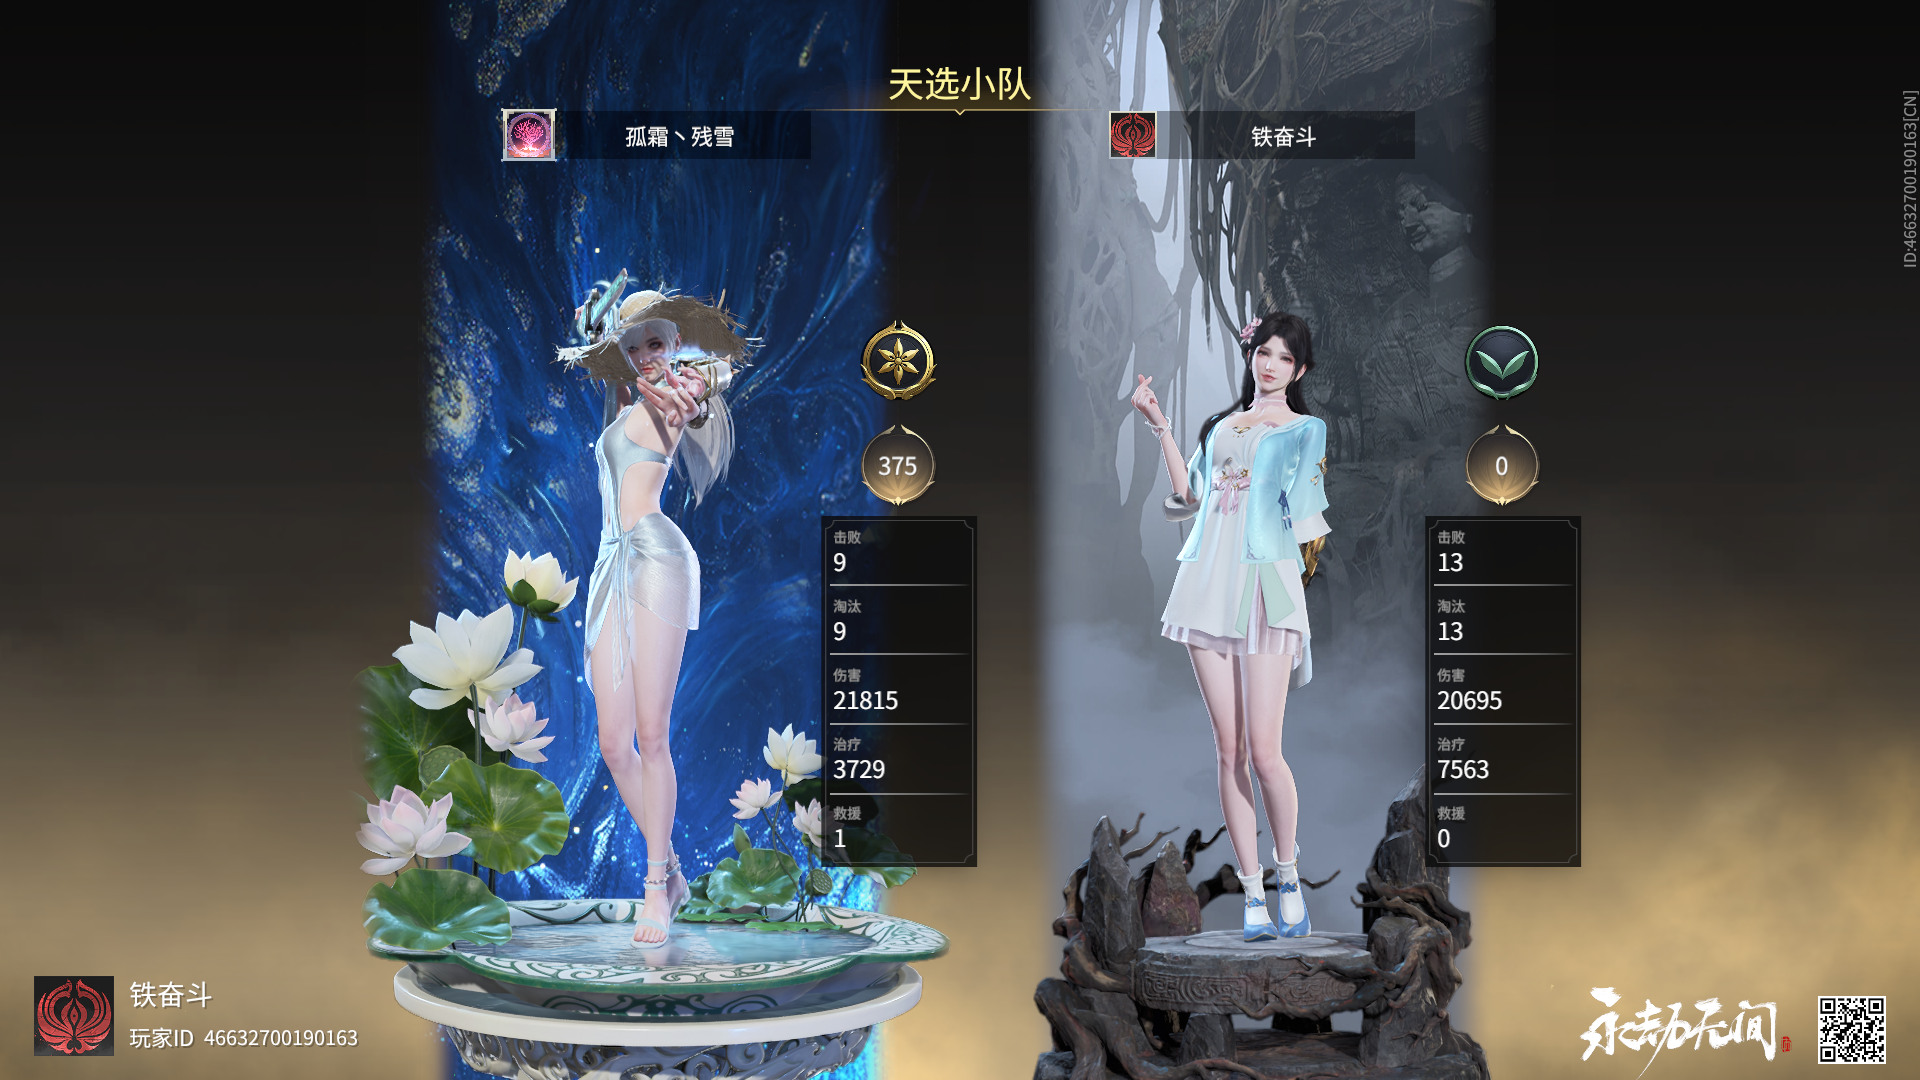 天选小队
孤霜丶残雪
铁奋斗
ID:46632700190163[CN]
375
击败
9
淘汰
9
伤害
21815
治疗
3729
救援
1
0
击败
13
淘汰
13
伤害
20695
治疗
7563
救援
0
铁奋斗
玩家ID 46632700190163
永劫无间